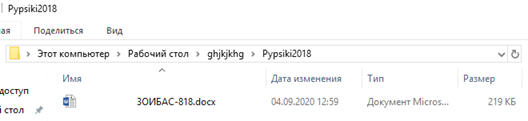 Pypsiki2018
ная Поделиться Вид
Этот компьютер > Рабочий стол > ghjkjkhg > Pypsiki2018
Имя Дата изменения Тип Размер
доступ
й стол
ЗОИБАС-818.docx 04.09.2020 12:59 Документ Micros... 219 КБ